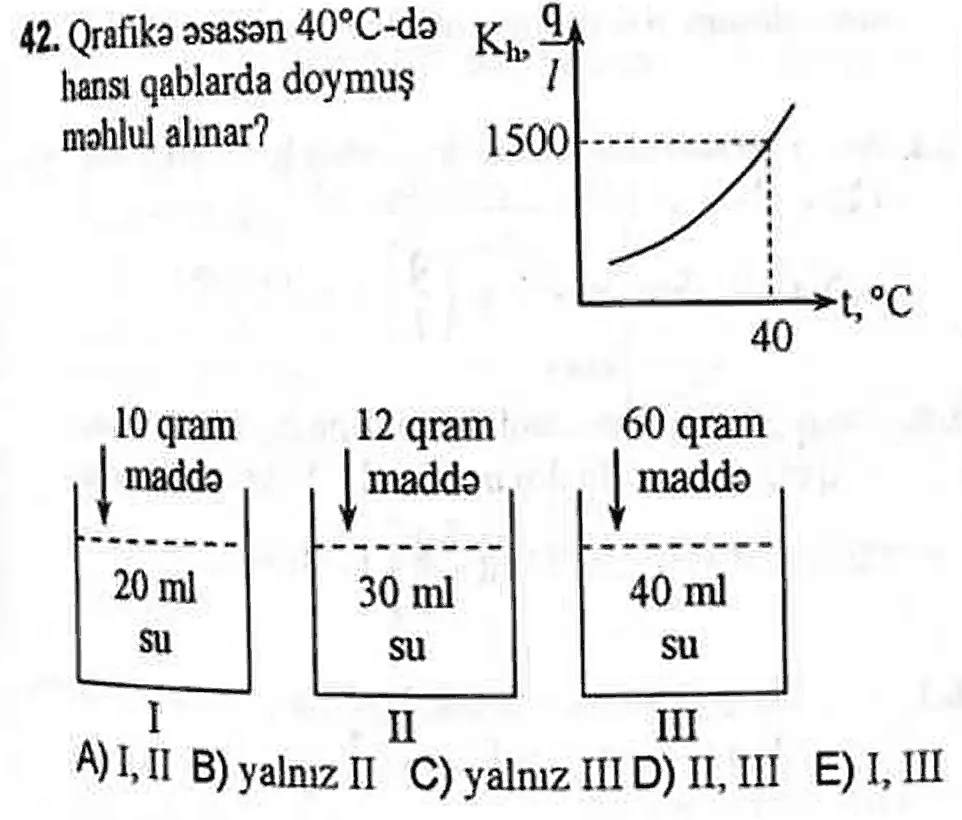 42. Qrafikə əsasən 40°C-də
hansı qablarda doymuş
məhlul alınar?
Kh, q/l
1500
40
t, °C
10 qram
maddə
20 ml
su
I
12 qram
maddə
30 ml
su
II
60 qram
maddə
40 ml
su
III
A) I, II B) yalnız II C) yalnız III D) II, III E) I, III